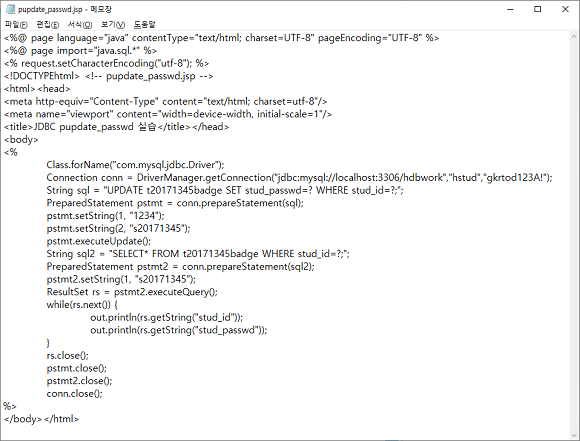 pupdate_passwd.jsp - 메모장
파일(F) 편집(E) 서식(O) 보기(V) 도움말
<%@ page language="java" contentType="text/html; charset=UTF-8" pageEncoding="UTF-8" %>
<%@ page import="java.sql.*" %>
<% request.setCharacterEncoding("utf-8"); %>
<!DOCTYPEhtml> <!-- pupdate_passwd.jsp -->
<html><head>
<meta http-equiv="Content-Type" content="text/html; charset=utf-8"/>
<meta name="viewport" content="width=device-width, initial-scale=1"/>
<title>JDBC pupdate_passwd 실습</title></head>
<body>
<%
Class.forName("com.mysql.jdbc.Driver");
Connection conn = DriverManager.getConnection("jdbc:mysql://localhost:3306/hdbwork","hstud","gkrtod123A!");
String sql = "UPDATE t20171345badge SET stud_passwd=? WHERE stud_id=?;";
PreparedStatement pstmt = conn.prepareStatement(sql);
pstmt.setString(1, "1234");
pstmt.setString(2, "s20171345");
pstmt.executeUpdate();
String sql2 = "SELECT* FROM t20171345badge WHERE stud_id=?;";
PreparedStatement pstmt2 = conn.prepareStatement(sql2);
pstmt2.setString(1, "s20171345");
ResultSet rs = pstmt2.executeQuery();
while(rs.next()) {
out.println(rs.getString("stud_id"));
out.println(rs.getString("stud_passwd"));
}
rs.close();
pstmt.close();
pstmt2.close();
conn.close();
%>
</body></html>